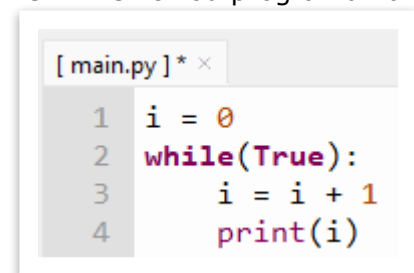 [ main.py ] * ×
1 i = 0
2 while(True):
3     i = i + 1
4     print(i)